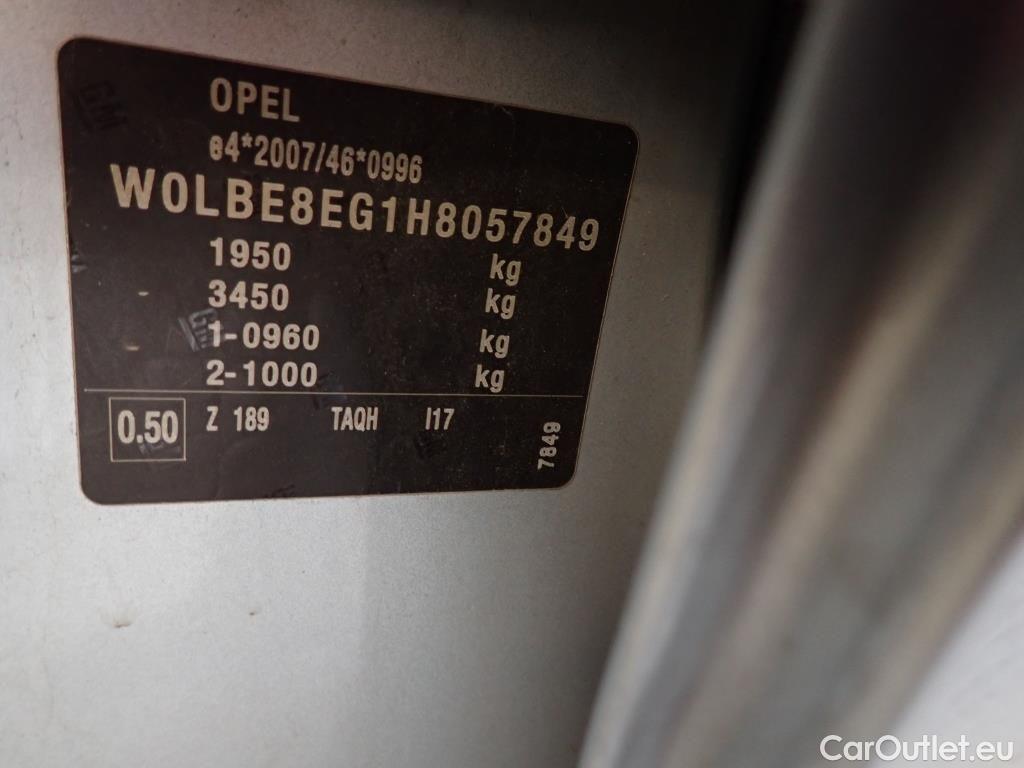 OPEL
e4*2007/46*0996
W0LBE8EG1H8057849
1950 kg
3450 kg
1-0960 kg
2-1000 kg
0.50 Z 189 TAQH I17
7849
GM
GM
CarOutlet.eu